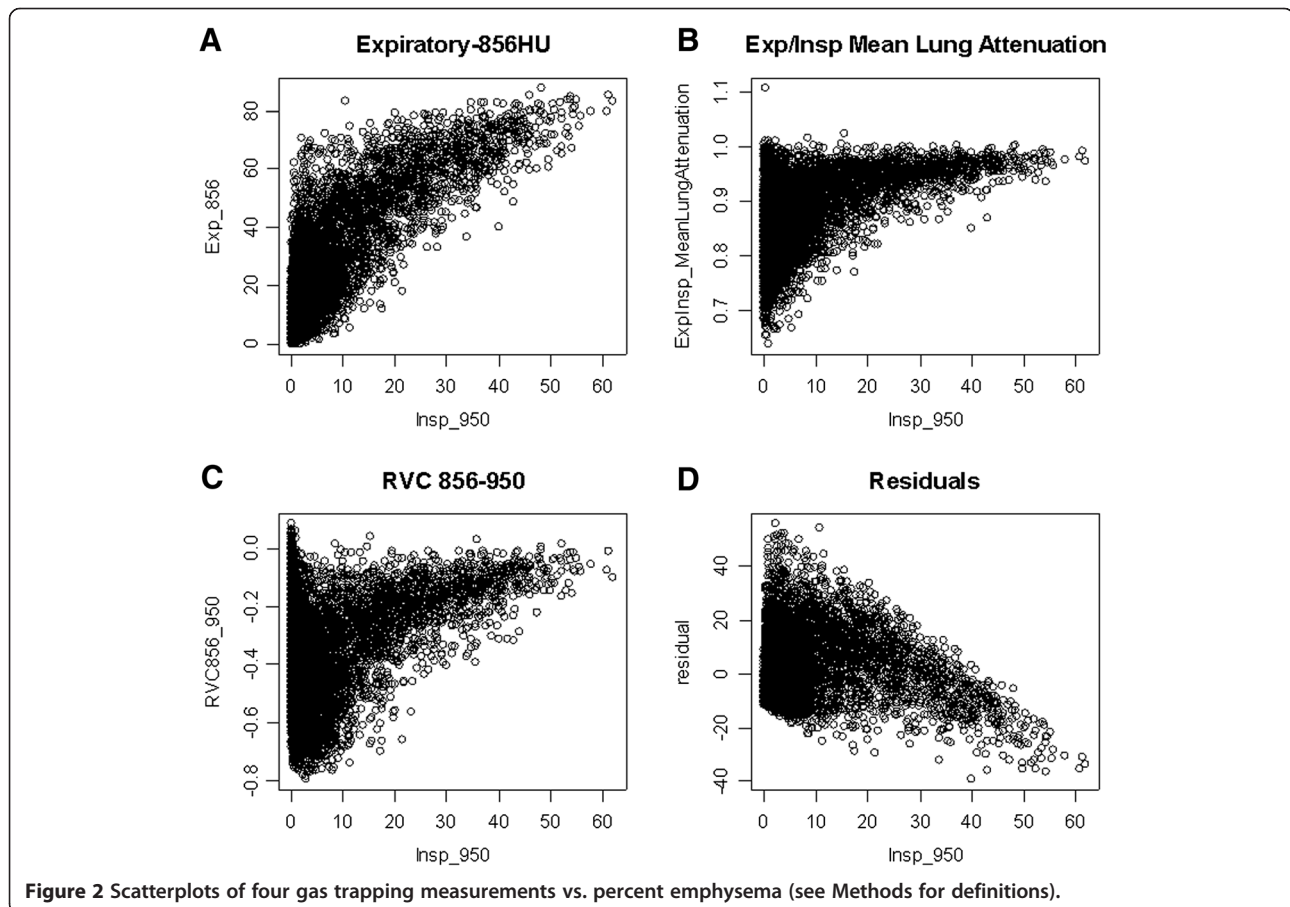 A Expiratory-856HU
Exp_856
80
60
40
20
0
0 10 20 30 40 50 60
Insp_950
B Exp/Insp Mean Lung Attenuation
ExpInsp_MeanLungAttenuation
1.1
1.0
0.9
0.8
0.7
0 10 20 30 40 50 60
Insp_950
C RVC 856-950
RVC856_950
0.0
-0.2
-0.4
-0.6
-0.8
0 10 20 30 40 50 60
Insp_950
D Residuals
residual
40
20
0
-20
-40
0 10 20 30 40 50 60
Insp_950
Figure 2 Scatterplots of four gas trapping measurements vs. percent emphysema (see Methods for definitions).